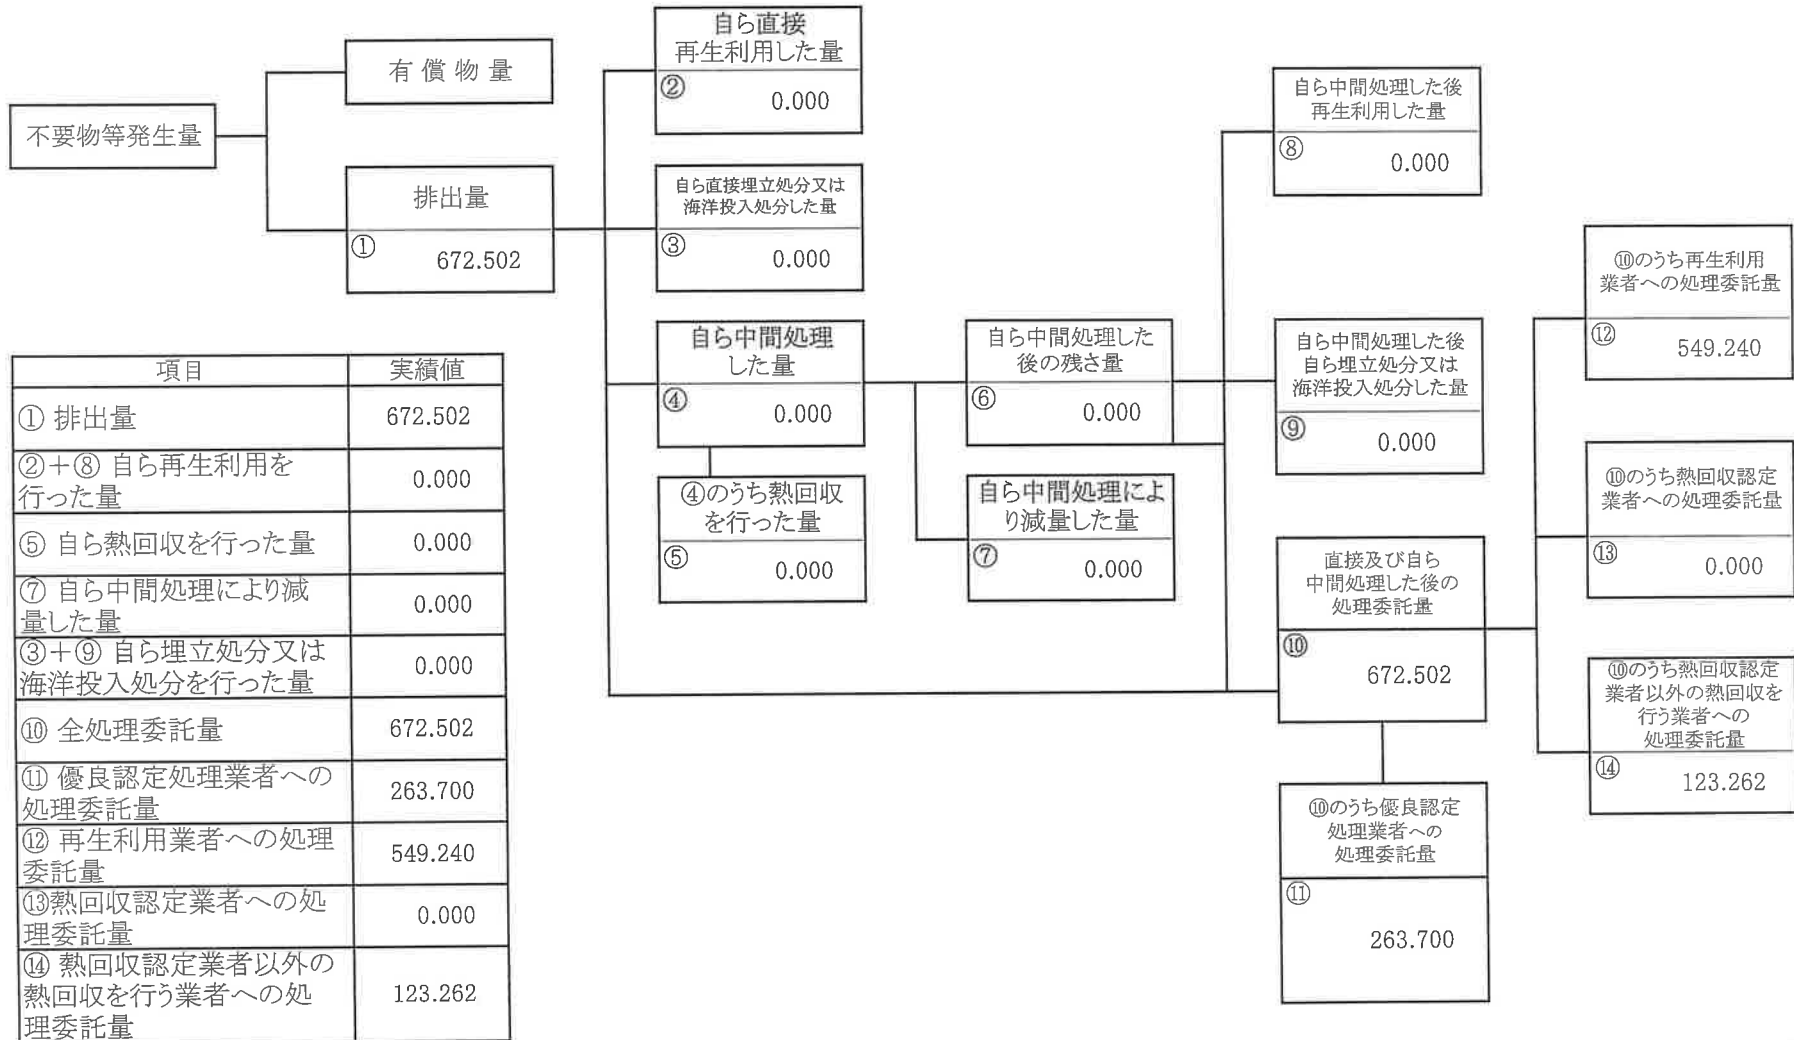 不要物等発生量
有償物量
排出量
①
672.502
自ら直接
再生利用した量
②
0.000
自ら直接埋立処分又は
海洋投入処分した量
③
0.000
自ら中間処理
した量
④
0.000
④のうち熱回収
を行った量
⑤
0.000
自ら中間処理した
後の残さ量
⑥
0.000
自ら中間処理によ
り減量した量
⑦
0.000
自ら中間処理した後
再生利用した量
⑧
0.000
自ら中間処理した後
自ら埋立処分又は
海洋投入処分した量
⑨
0.000
直接及び自ら
中間処理した後の
処理委託量
⑩
672.502
⑩のうち優良認定
処理業者への
処理委託量
⑪
263.700
⑩のうち再生利用
業者への処理委託量
⑫
549.240
⑩のうち熱回収認定
業者への処理委託量
⑬
0.000
⑩のうち熱回収認定
業者以外の熱回収を
行う業者への
処理委託量
⑭
123.262
項目 実績値
① 排出量 672.502
②+⑧ 自ら再生利用を
行った量 0.000
⑤ 自ら熱回収を行った量 0.000
⑦ 自ら中間処理により減
量した量 0.000
③+⑨ 自ら埋立処分又は
海洋投入処分を行った量 0.000
⑩ 全処理委託量 672.502
⑪ 優良認定処理業者への
処理委託量 263.700
⑫ 再生利用業者への処理
委託量 549.240
⑬熱回収認定業者への処
理委託量 0.000
⑭ 熱回収認定業者以外の
熱回収を行う業者への処
理委託量 123.262